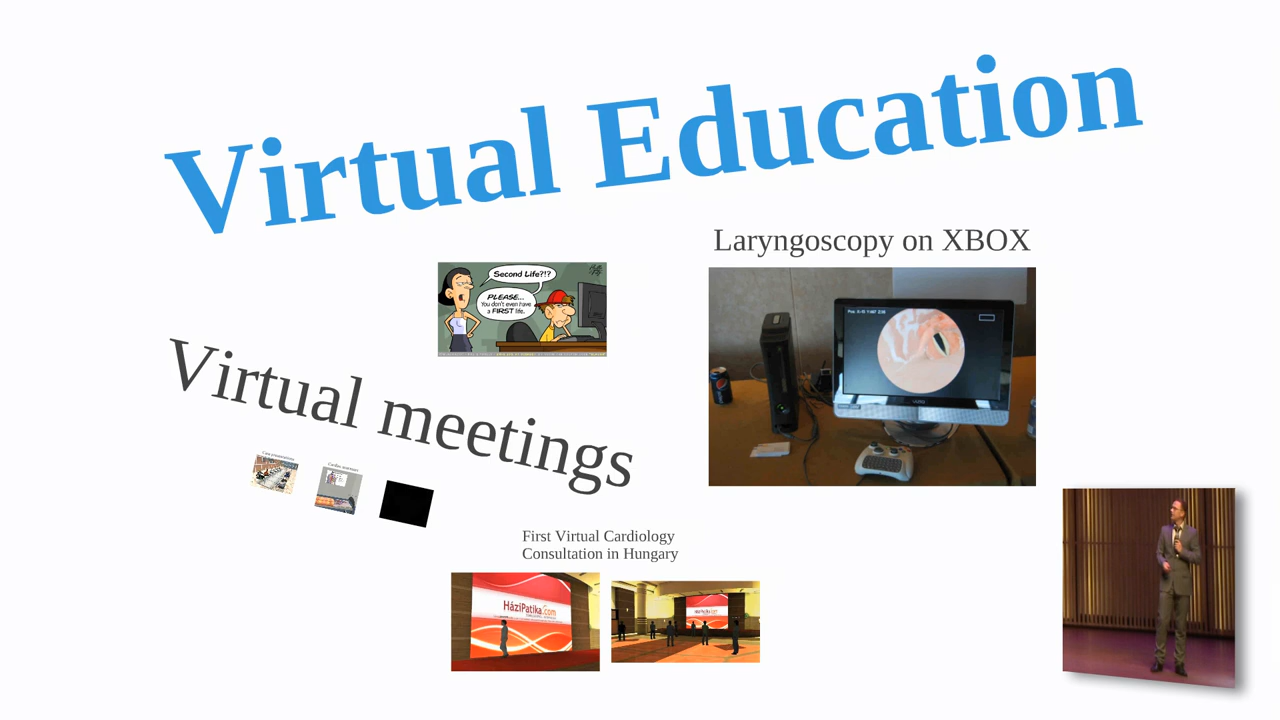 Virtual Education
Laryngoscopy on XBOX
Second Life?!?
PLEASE...
You don't even have
a FIRST life.
Virtual meetings
First Virtual Cardiology
Consultation in Hungary
HáziPatika.com